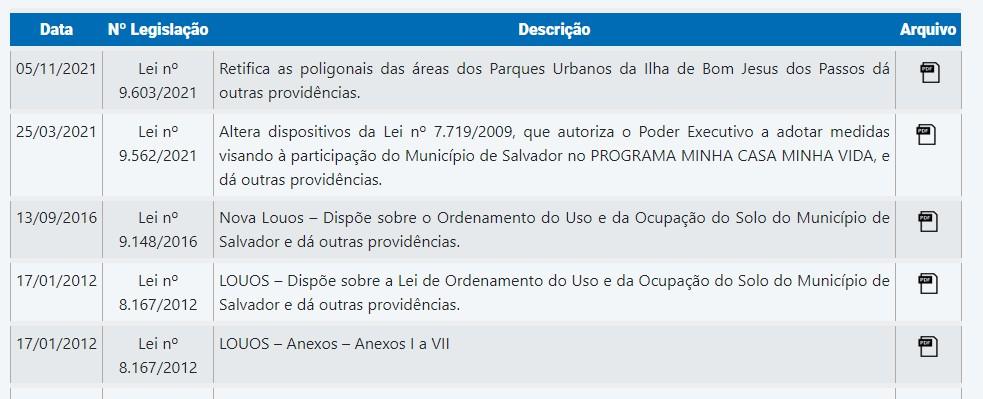 Data Nº Legislação Descrição Arquivo
05/11/2021 Lei nº Retifica as poligonais das áreas dos Parques Urbanos da Ilha de Bom Jesus dos Passos dá
9.603/2021 outras providências.
PDF
25/03/2021 Lei nº Altera dispositivos da Lei nº 7.719/2009, que autoriza o Poder Executivo a adotar medidas
9.562/2021 visando à participação do Município de Salvador no PROGRAMA MINHA CASA MINHA VIDA, e
dá outras providências.
PDF
13/09/2016 Lei nº Nova Louos – Dispõe sobre o Ordenamento do Uso e da Ocupação do Solo do Município de
9.148/2016 Salvador e dá outras providências.
PDF
17/01/2012 Lei nº LOUOS – Dispõe sobre a Lei de Ordenamento do Uso e da Ocupação do Solo do Município de
8.167/2012 Salvador e dá outras providências.
PDF
17/01/2012 Lei nº LOUOS – Anexos – Anexos I a VII
8.167/2012
PDF